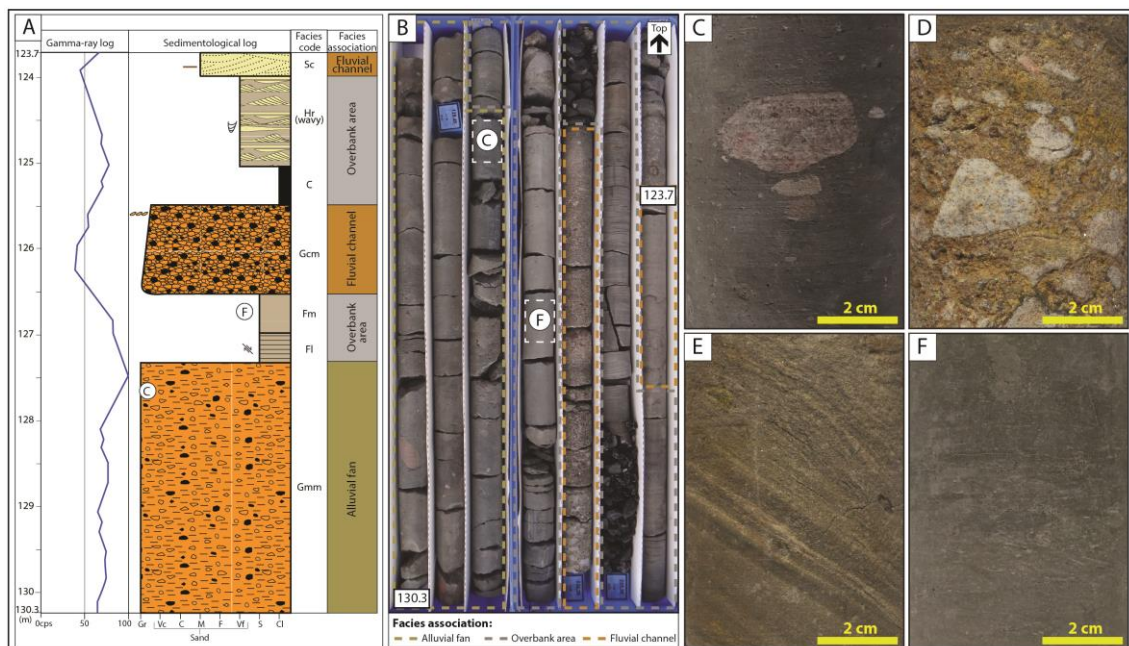 A
Gamma-ray log
Sedimentological log
Facies code
Facies association
123.7
124
125
126
127
128
129
130
130.3
(m)
Sc
Hr (wavy)
C
Gcm
Fm
Fl
Gmm
Fluvial channel
Overbank area
Fluvial channel
Overbank area
Alluvial fan
F
C
0cps 50 100
Gr Vc C M F Vf S Cl
Sand
B
Top
C
F
123.7
130.3
Facies association:
Alluvial fan Overbank area Fluvial channel
C
2 cm
D
2 cm
E
2 cm
F
2 cm